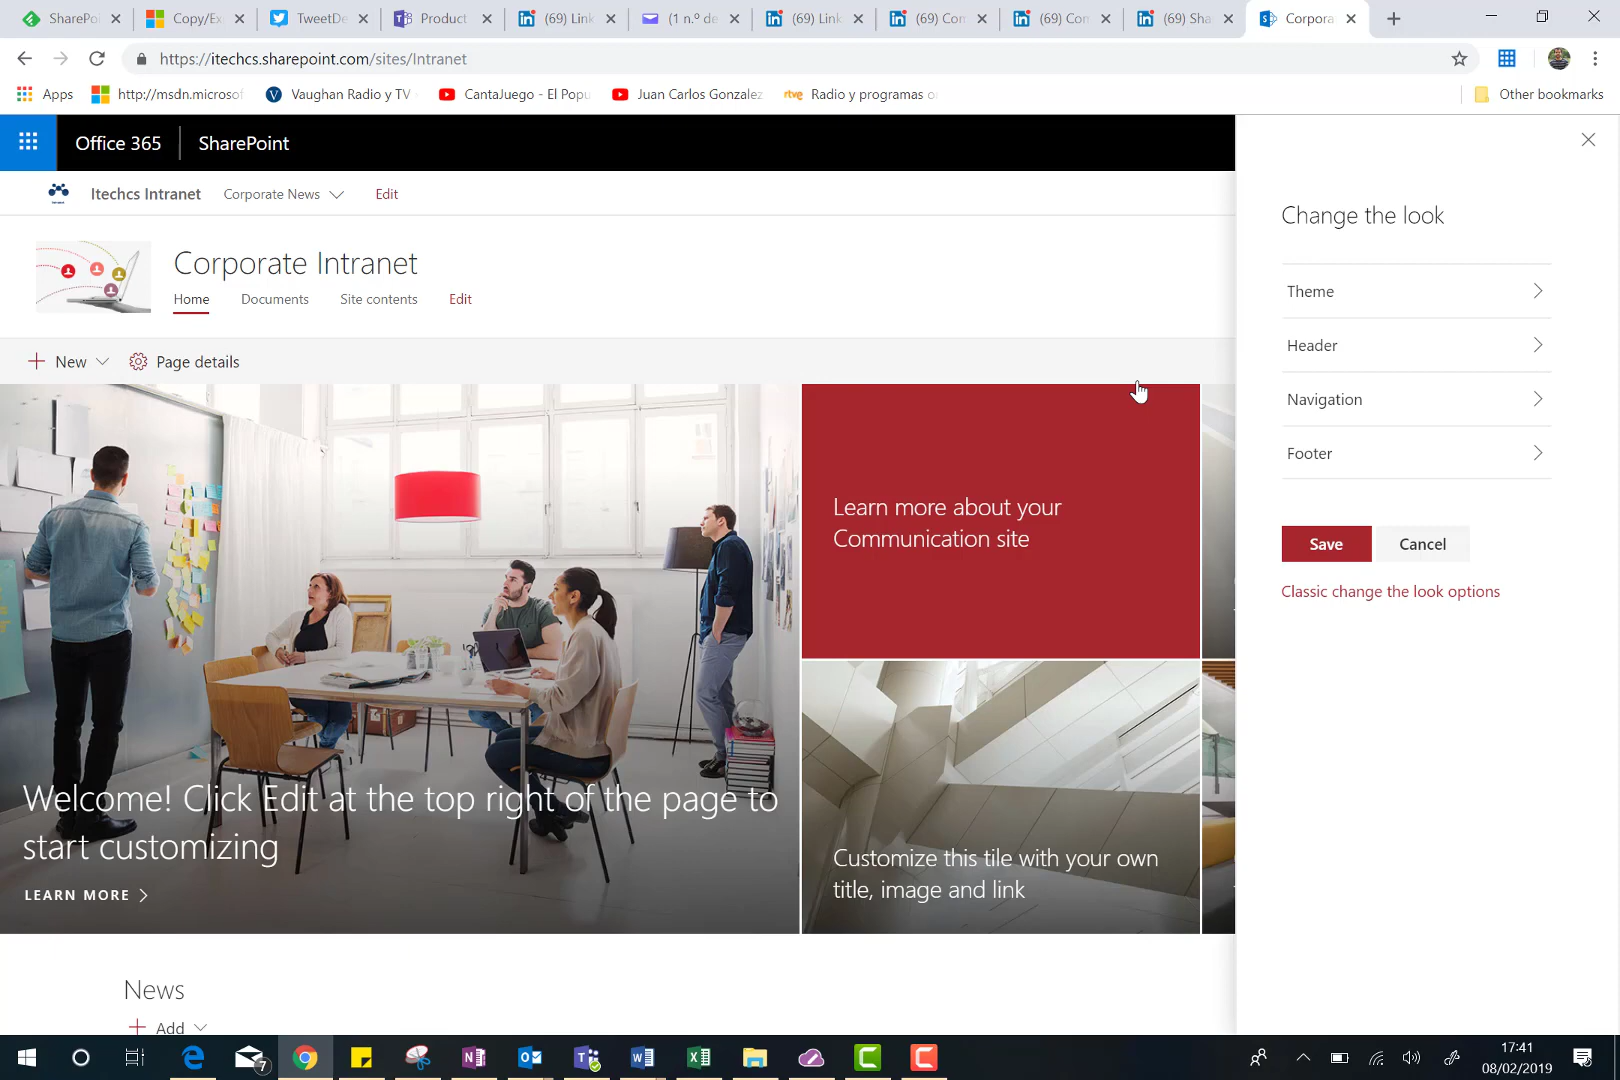 SharePoi
Copy/Ex
TweetDe
Product
(69) Link
(1 n.º de
(69) Link
(69) Con
(69) Con
(69) Sha
Corpora
https://itechcs.sharepoint.com/sites/Intranet
Apps
http://msdn.microsof
Vaughan Radio y TV
CantaJuego - El Popu
Juan Carlos Gonzalez
rtve Radio y programas o
Other bookmarks
Office 365
SharePoint
Itechcs Intranet
Corporate News
Edit
Corporate Intranet
Home
Documents
Site contents
Edit
New
Page details
Welcome! Click Edit at the top right of the page to
start customizing
LEARN MORE
Learn more about your
Communication site
Customize this tile with your own
title, image and link
News
Add
Change the look
Theme
Header
Navigation
Footer
Save
Cancel
Classic change the look options
7
17:41
08/02/2019